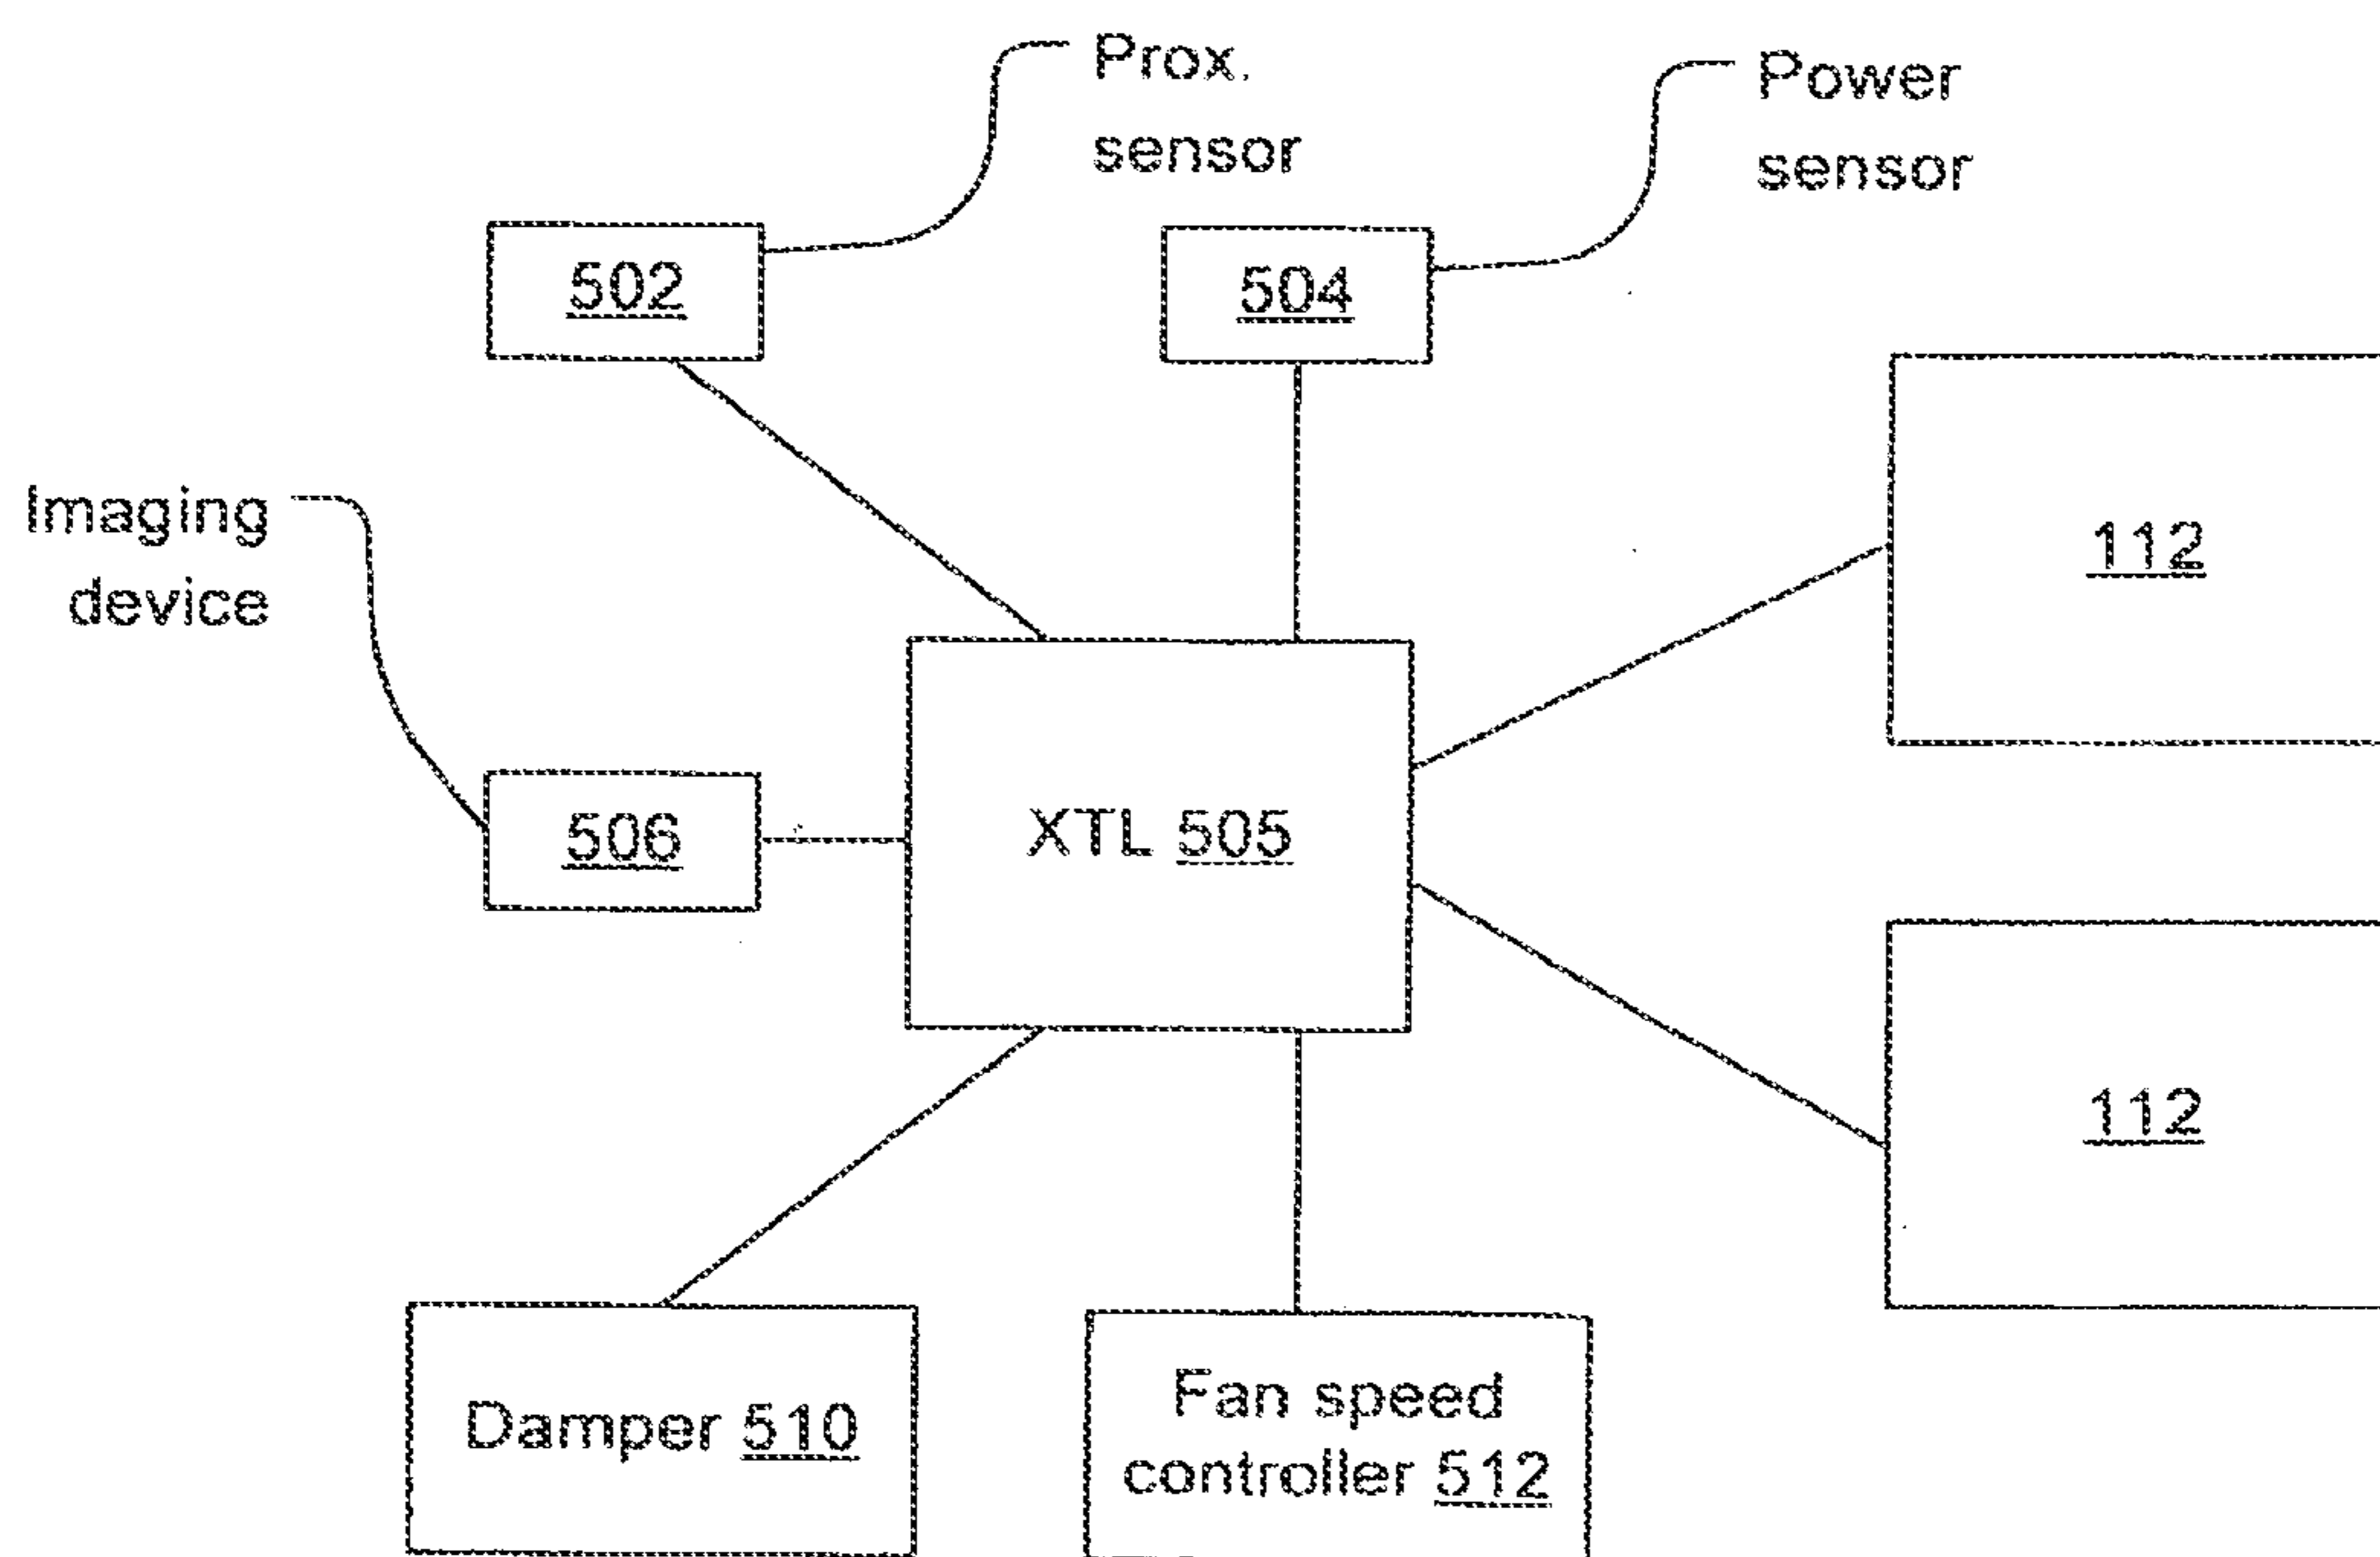 Prox.
sensor
Power
sensor
502
504
Imaging
device
112
506
XTL 505
112
Damper 510
Fan speed
controller 512